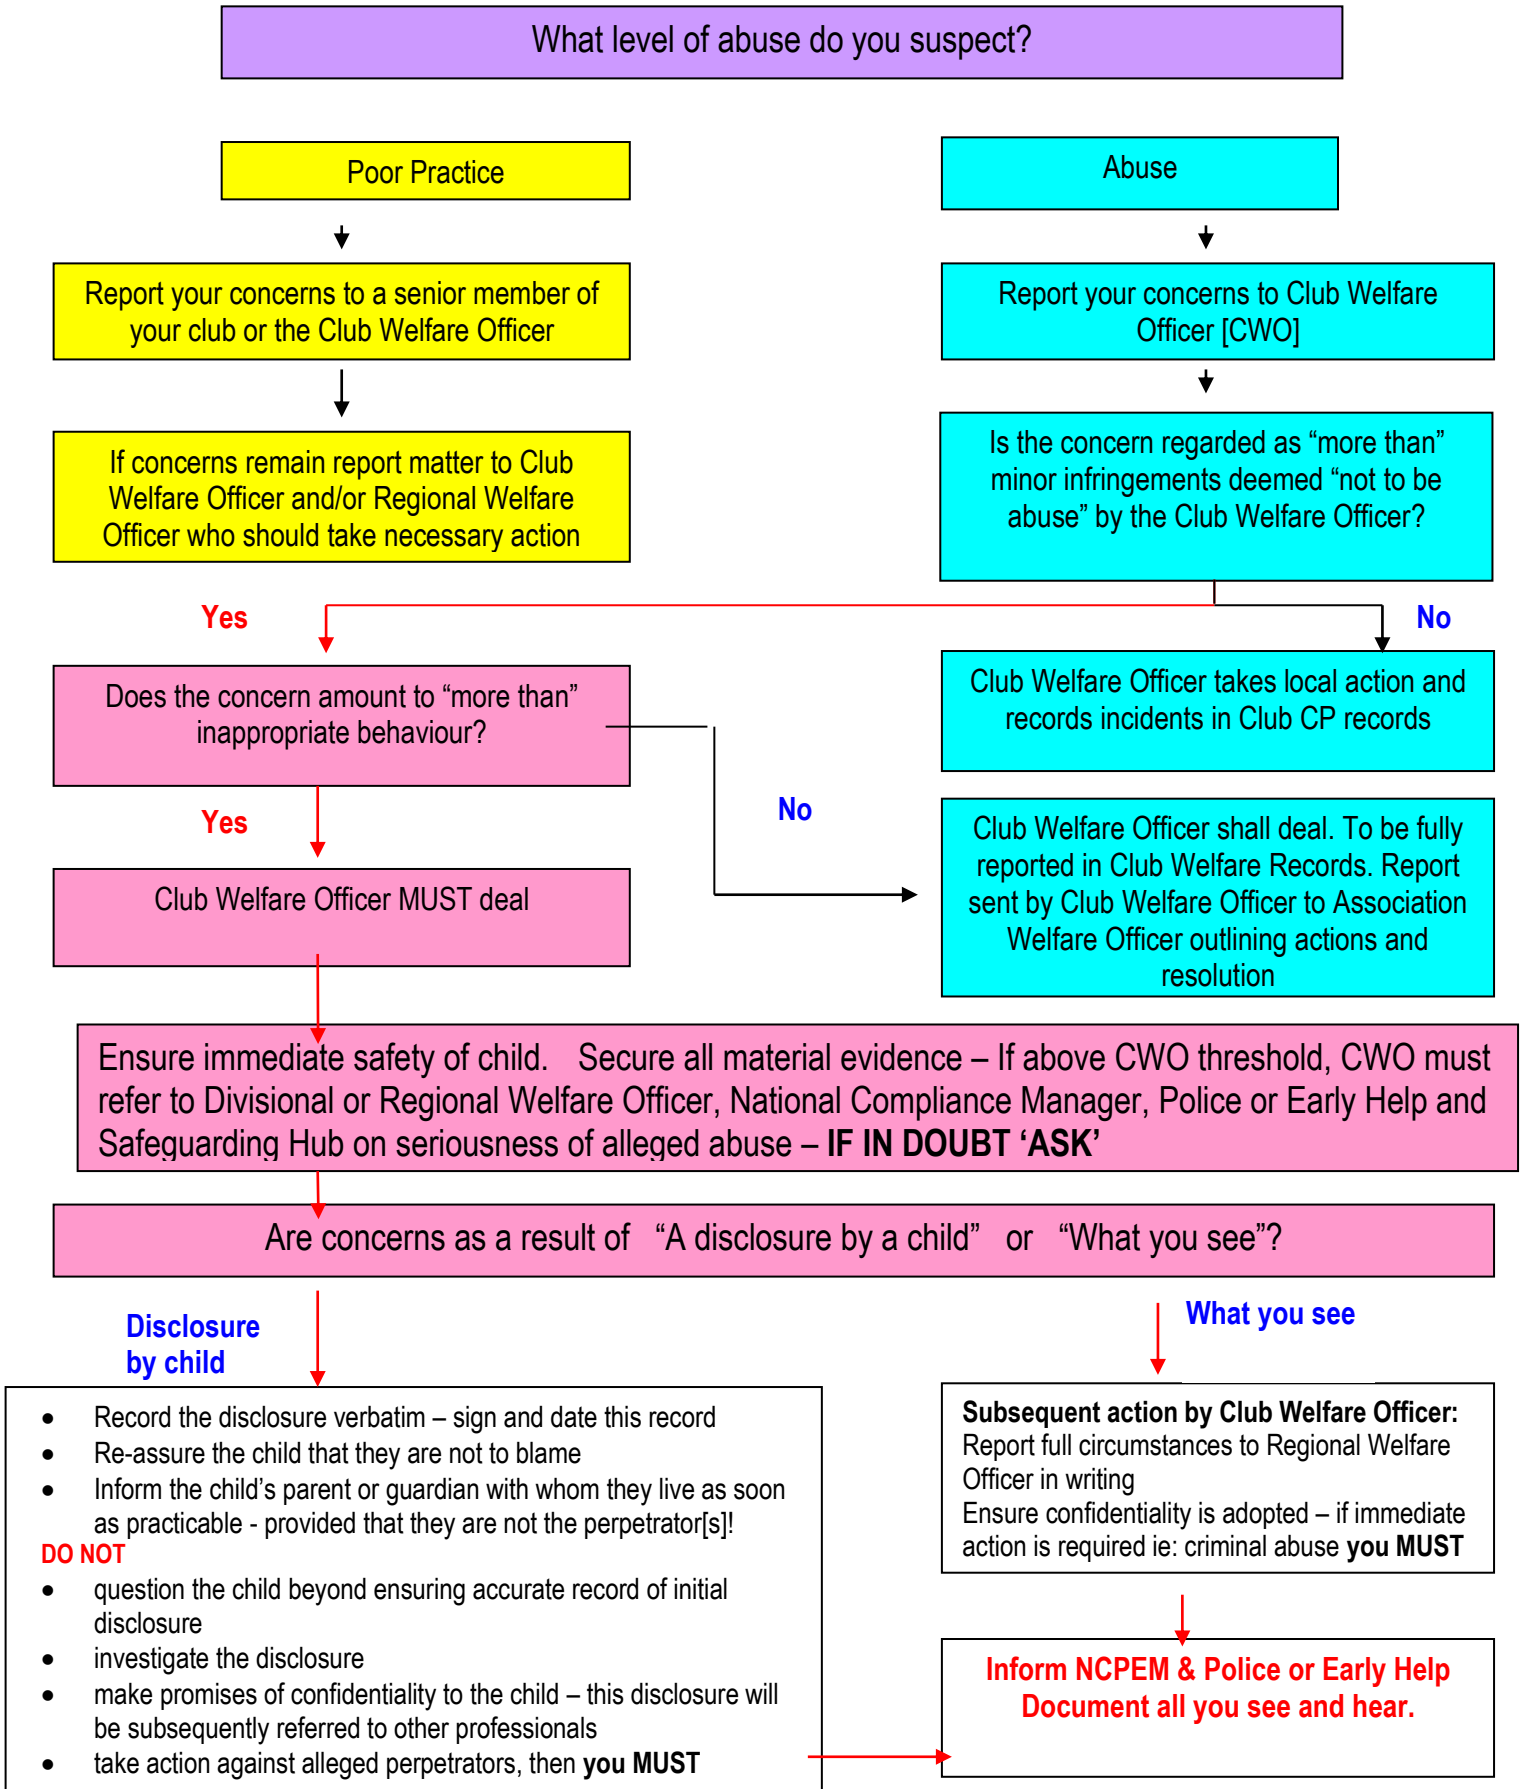 What level of abuse do you suspect?
Poor Practice
Abuse
Report your concerns to a senior member of
your club or the Club Welfare Officer
Report your concerns to Club Welfare
Officer [CWO]
If concerns remain report matter to Club
Welfare Officer and/or Regional Welfare
Officer who should take necessary action
Is the concern regarded as “more than”
minor infringements deemed “not to be
abuse” by the Club Welfare Officer?
Yes
No
Does the concern amount to “more than”
inappropriate behaviour?
Club Welfare Officer takes local action and
records incidents in Club CP records
Yes
No
Club Welfare Officer MUST deal
Club Welfare Officer shall deal. To be fully
reported in Club Welfare Records. Report
sent by Club Welfare Officer to Association
Welfare Officer outlining actions and
resolution
Ensure immediate safety of child. Secure all material evidence – If above CWO threshold, CWO must
refer to Divisional or Regional Welfare Officer, National Compliance Manager, Police or Early Help and
Safeguarding Hub on seriousness of alleged abuse – IF IN DOUBT ‘ASK’
Are concerns as a result of “A disclosure by a child” or “What you see”?
Disclosure
by child
What you see
• Record the disclosure verbatim – sign and date this record
• Re-assure the child that they are not to blame
• Inform the child’s parent or guardian with whom they live as soon
as practicable - provided that they are not the perpetrator[s]!
DO NOT
• question the child beyond ensuring accurate record of initial
disclosure
• investigate the disclosure
• make promises of confidentiality to the child – this disclosure will
be subsequently referred to other professionals
• take action against alleged perpetrators, then you MUST
Subsequent action by Club Welfare Officer:
Report full circumstances to Regional Welfare
Officer in writing
Ensure confidentiality is adopted – if immediate
action is required ie: criminal abuse you MUST
Inform NCPEM & Police or Early Help
Document all you see and hear.